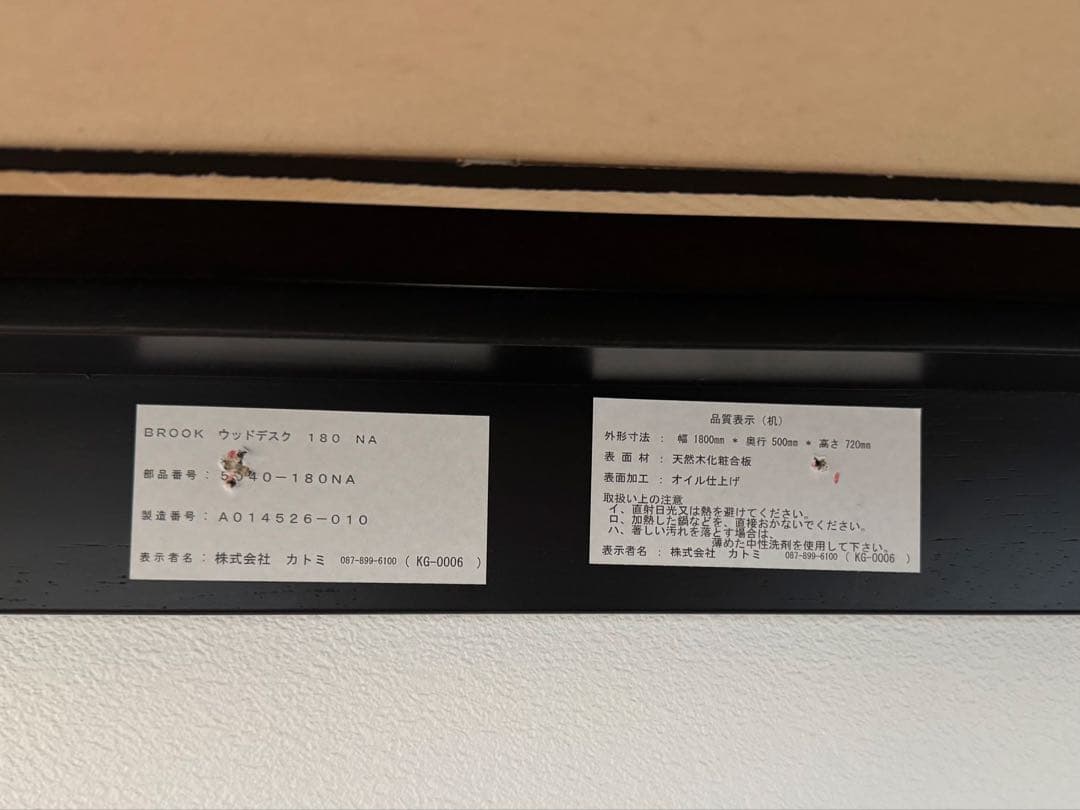 BROOK ウッドデスク 180 NA
部品番号：40-180NA
製造番号：A014526-010
表示者名：株式会社 カトミ 087-899-6100 ( KG-0006 )
品質表示（机）
外形寸法 ： 幅 1800mm * 奥行 500mm * 高さ 720mm
表面材 ： 天然木化粧合板
表面加工 ： オイル仕上げ
取扱い上の注意
イ、直射日光又は熱を避けてください。
ロ、加熱した鍋などを、直接おかないでください。
ハ、著しい汚れを落とす場合は、
薄めた中性洗剤を使用して下さい。
表示者名 ： 株式会社 カトミ 087-899-6100 ( KG-0006 )